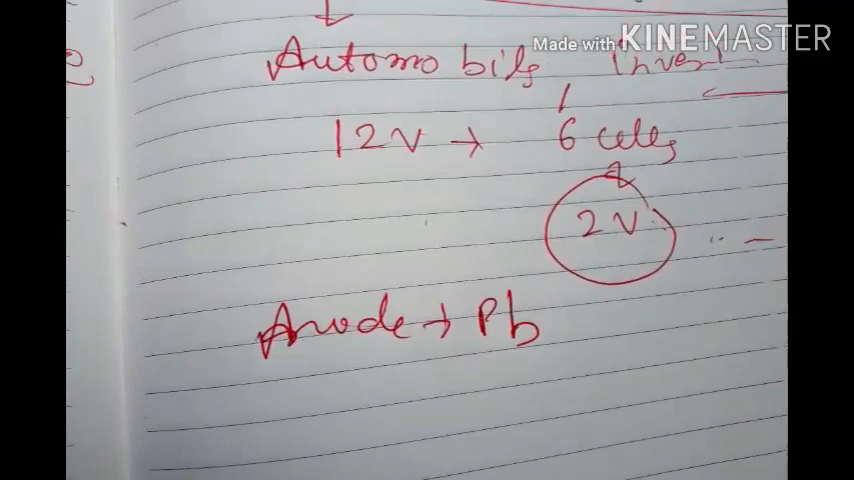 Made with KINEMASTER
Automobils Invert
12V → 6 cells
2V
Anode → Pb